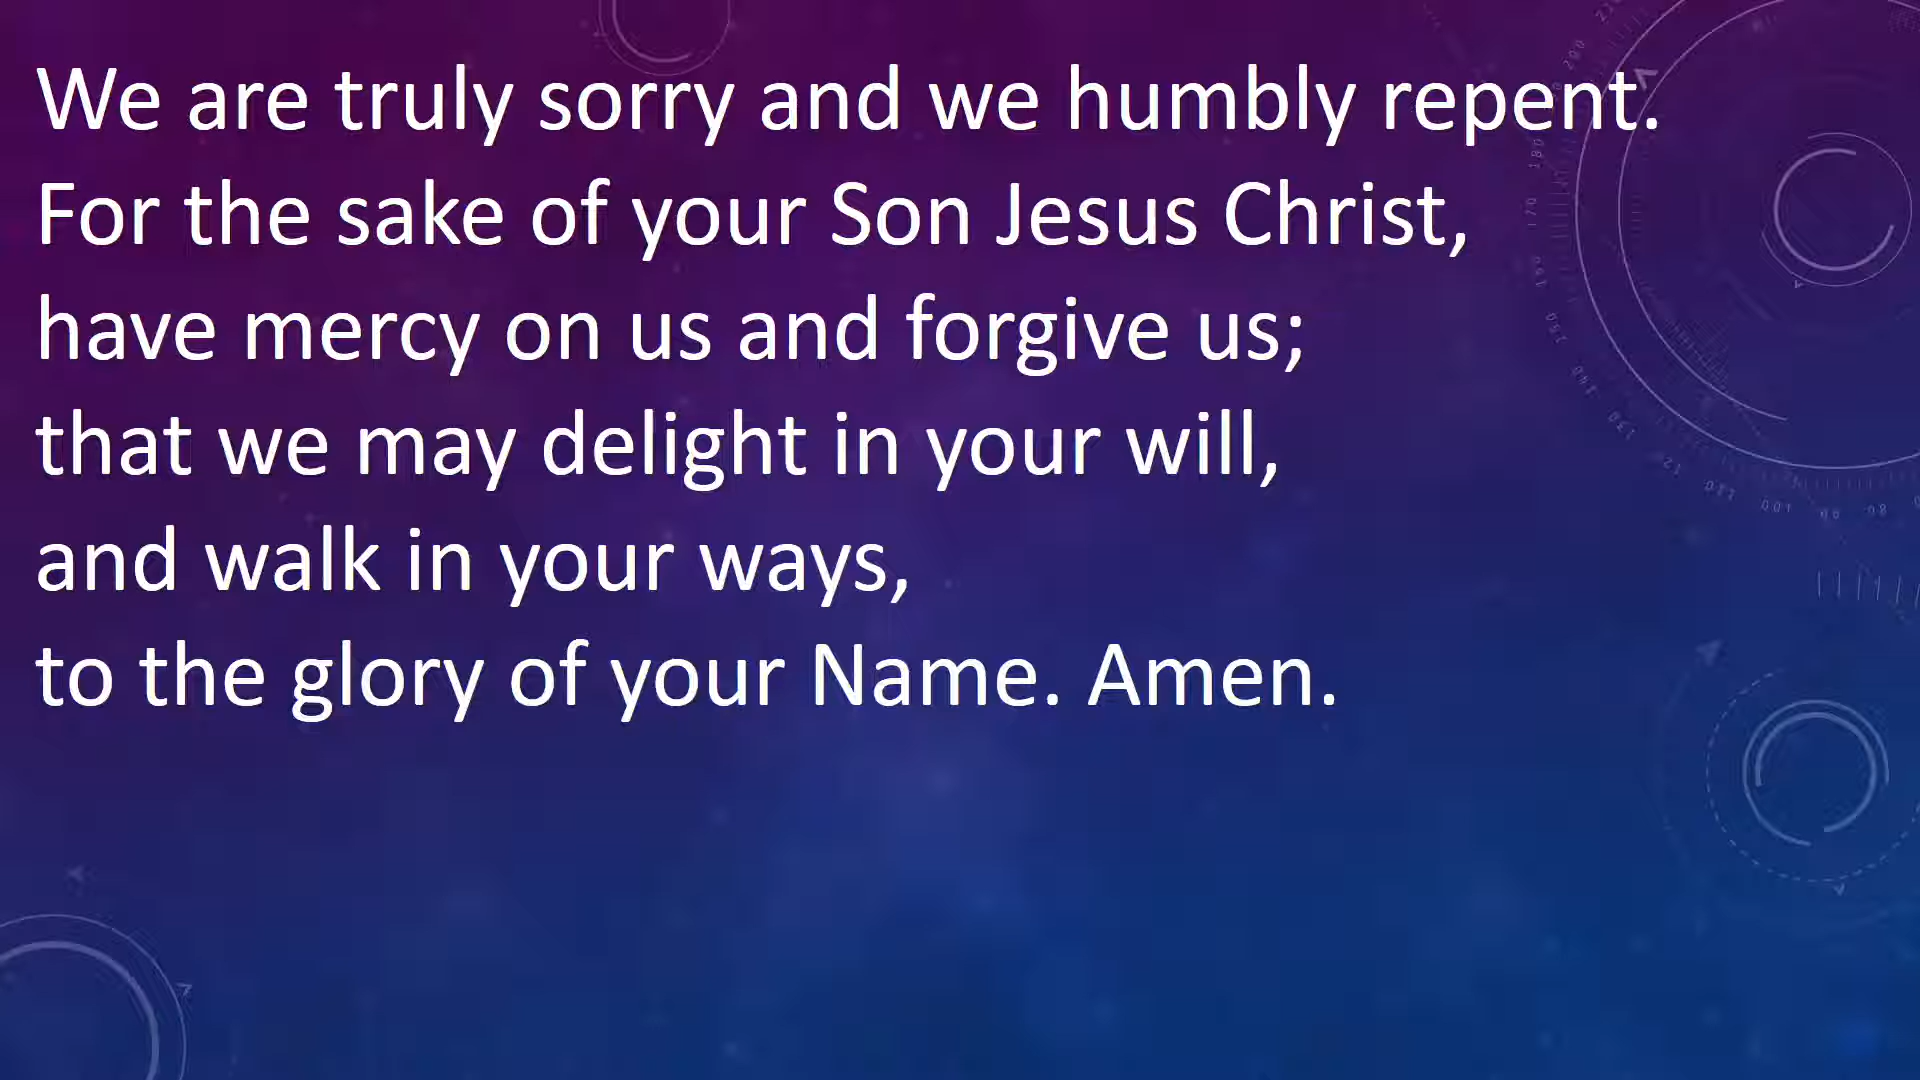 We are truly sorry and we humbly repent.
For the sake of your Son Jesus Christ,
have mercy on us and forgive us;
that we may delight in your will,
and walk in your ways,
to the glory of your Name. Amen.